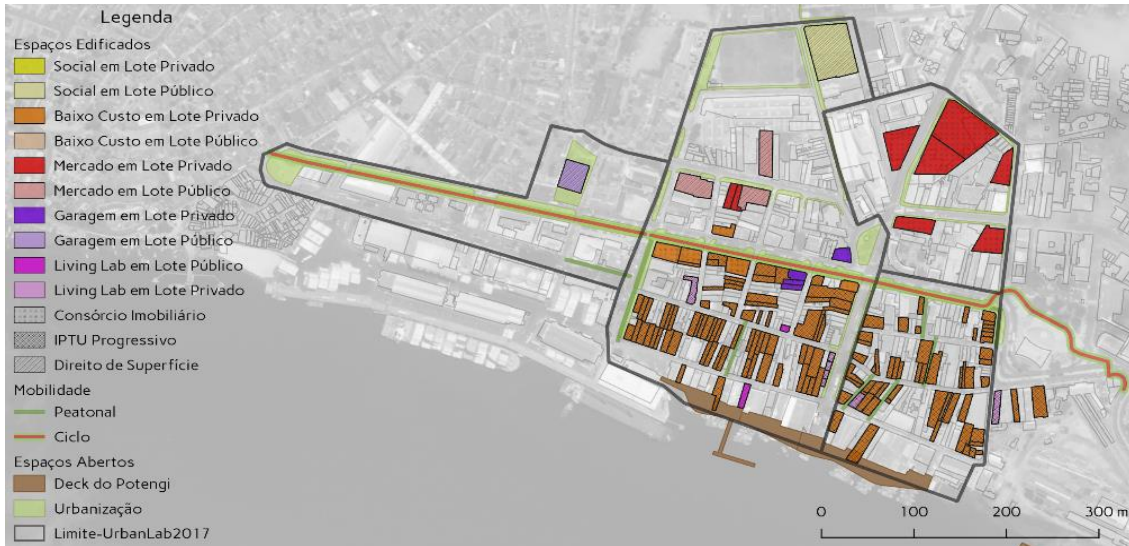 Legenda
Espaços Edificados
Social em Lote Privado
Social em Lote Público
Baixo Custo em Lote Privado
Baixo Custo em Lote Público
Mercado em Lote Privado
Mercado em Lote Público
Garagem em Lote Privado
Garagem em Lote Público
Living Lab em Lote Público
Living Lab em Lote Privado
Consórcio Imobiliário
IPTU Progressivo
Direito de Superfície
Mobilidade
Peatonal
Ciclo
Espaços Abertos
Deck do Potengi
Urbanização
Limite-UrbanLab2017
0 100 200 300 m